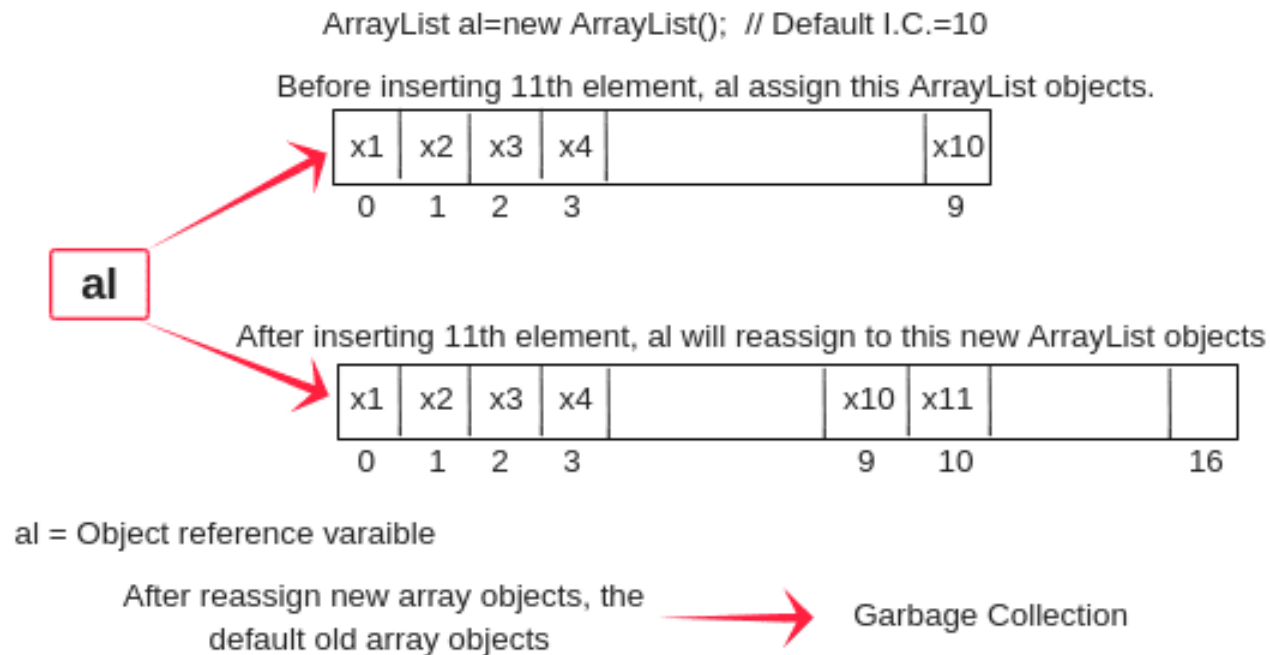 ArrayList al=new ArrayList();  // Default I.C.=10
Before inserting 11th element, al assign this ArrayList objects.
x1 x2 x3 x4 x10
0 1 2 3 9
al
After inserting 11th element, al will reassign to this new ArrayList objects
x1 x2 x3 x4 x10 x11
0 1 2 3 9 10 16
al = Object reference varaible
After reassign new array objects, the
default old array objects
Garbage Collection